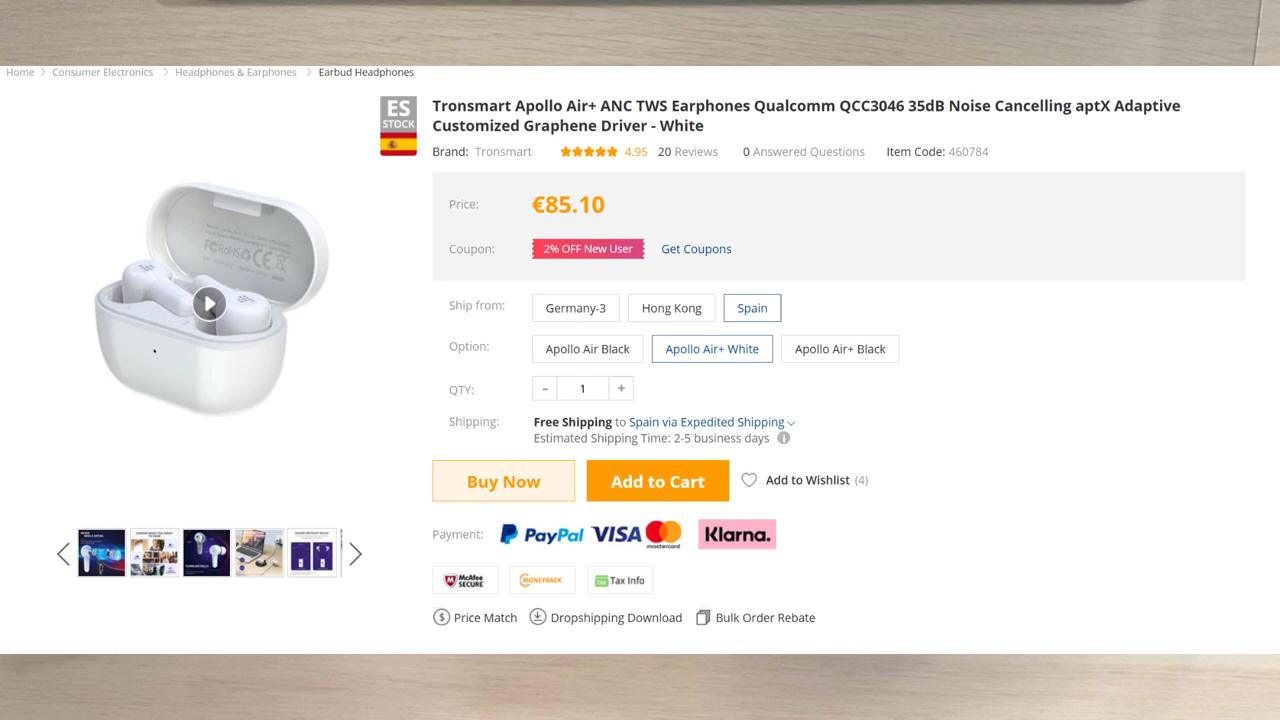 Home > Consumer Electronics > Headphones & Earphones > Earbud Headphones
ES
STOCK
Tronsmart Apollo Air+ ANC TWS Earphones Qualcomm QCC3046 35dB Noise Cancelling aptX Adaptive
Customized Graphene Driver - White
Brand: Tronsmart 4.95 20 Reviews 0 Answered Questions Item Code: 460784
Price: €85.10
Coupon: 2% OFF New User Get Coupons
Ship from: Germany-3 Hong Kong Spain
Option: Apollo Air Black Apollo Air+ White Apollo Air+ Black
QTY: - 1 +
Shipping: Free Shipping to Spain via Expedited Shipping
Estimated Shipping Time: 2-5 business days
Buy Now Add to Cart Add to Wishlist (4)
Payment: PayPal VISA mastercard Klarna.
McAfee SECURE MONEYBACK Tax Info
Price Match Dropshipping Download Bulk Order Rebate